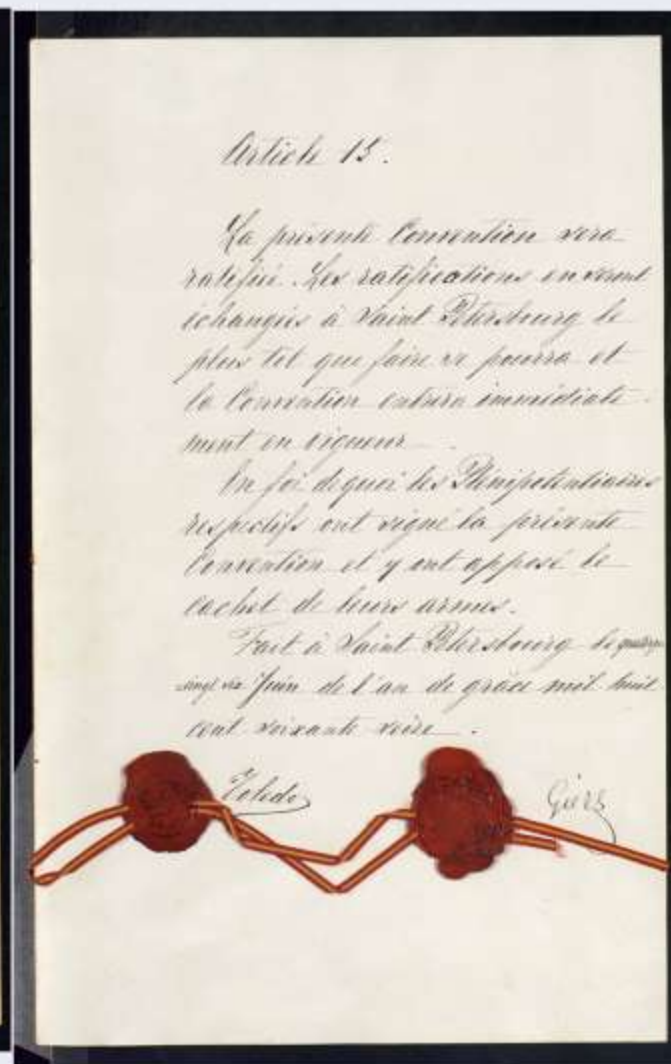 Article 15.
La présente Convention sera
ratifiée. Les ratifications en seront
échangées à Saint Pétersbourg le
plus tôt que faire se pourra et
la Convention entrera immédiate-
ment en vigueur.
En foi de quoi les Plénipotentiaires
respectifs ont signé la présente
Convention et y ont apposé le
cachet de leurs armes.
Fait à Saint Pétersbourg le
Juin de l'an de grâce mil huit
cent soixante seize.
Toledo
Giers